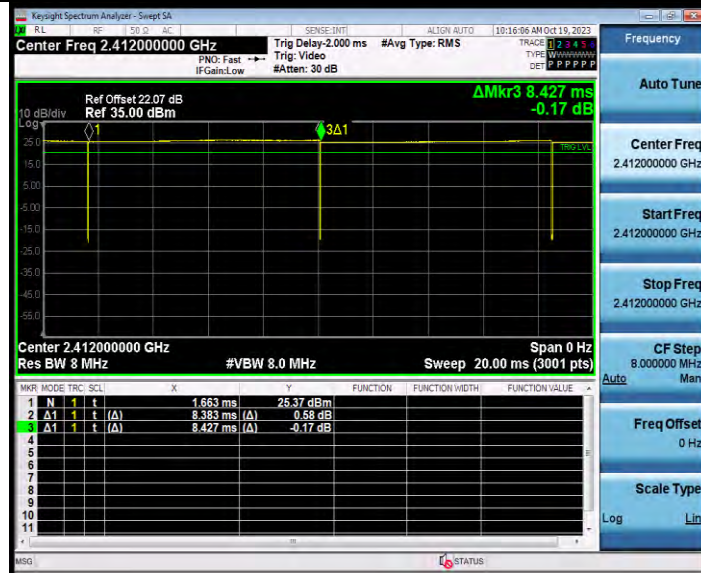 Keysight Spectrum Analyzer - Swept SA
RL RF 50 Ω AC SENSE:INT ALIGN AUTO 10:16:06 AM Oct 19, 2023
Center Freq 2.412000000 GHz
PNO: Fast
IFGain:Low
Trig Delay-2.000 ms
Trig: Video
#Atten: 30 dB
#Avg Type: RMS
TRACE 1 2 3 4 5 6
TYPE WWWWWW
DET P P P P P P
ΔMkr3 8.427 ms
-0.17 dB
Ref Offset 22.07 dB
10 dB/div Ref 35.00 dBm
Log
1
3Δ1
TRIG LVL
25.0
15.0
5.00
-5.00
-15.0
-25.0
-35.0
-45.0
-55.0
Center 2.412000000 GHz Span 0 Hz
Res BW 8 MHz #VBW 8.0 MHz Sweep 20.00 ms (3001 pts)
MKR MODE TRC SCL X Y FUNCTION FUNCTION WIDTH FUNCTION VALUE
1 N 1 t 1.663 ms 25.37 dBm
2 Δ1 1 t (Δ) 8.383 ms (Δ) 0.58 dB
3 Δ1 1 t (Δ) 8.427 ms (Δ) -0.17 dB
4
5
6
7
8
9
10
11
MSG STATUS
Frequency
Auto Tune
Center Freq
2.412000000 GHz
Start Freq
2.412000000 GHz
Stop Freq
2.412000000 GHz
CF Step
8.000000 MHz
Auto Man
Freq Offset
0 Hz
Scale Type
Log Lin